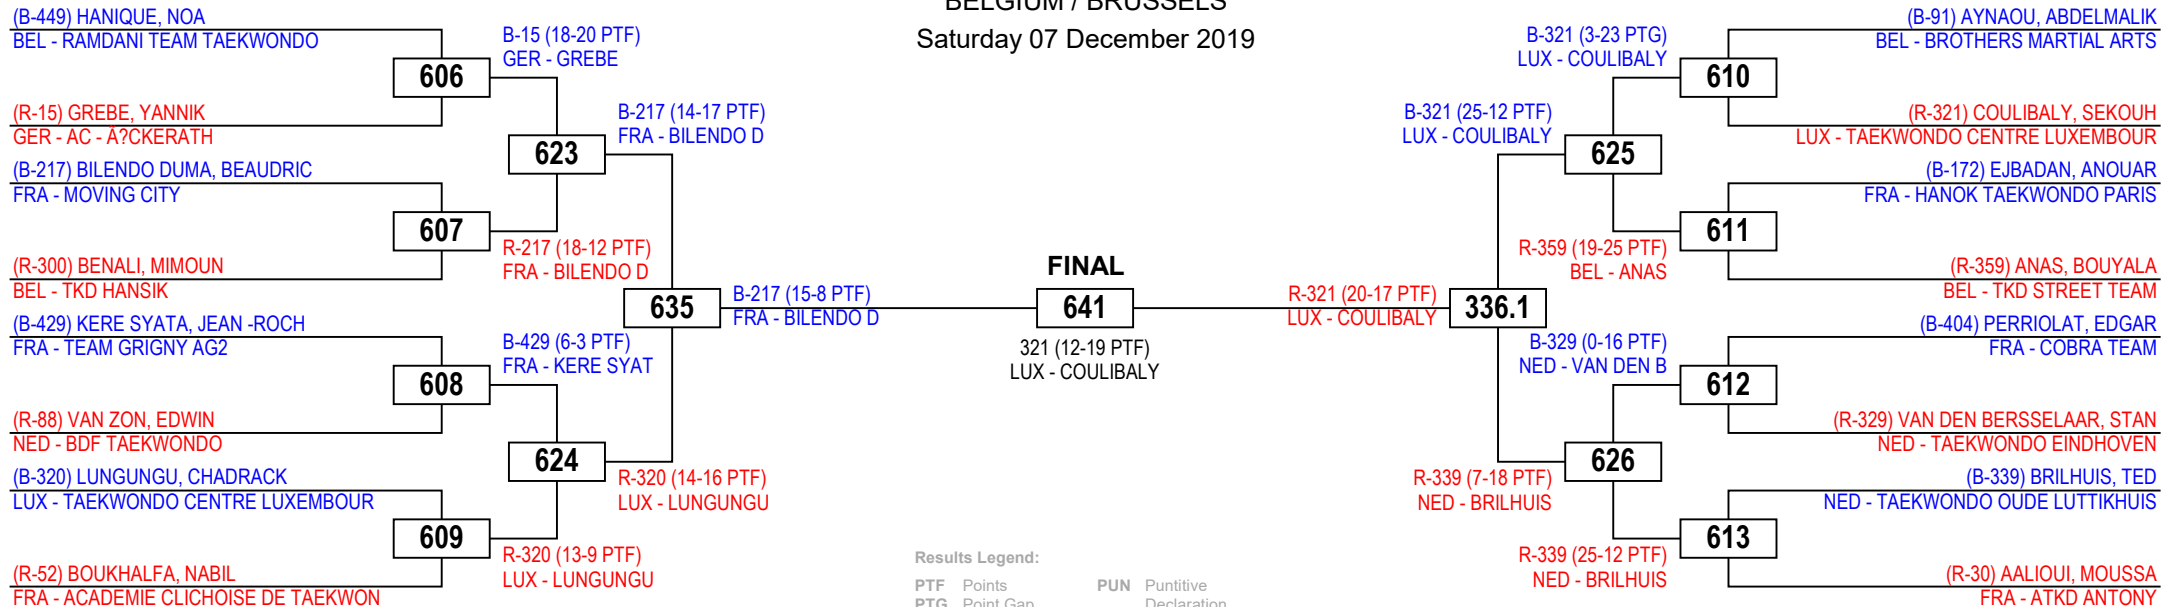 BELGIUM / BRUSSELS
Saturday 07 December 2019
(B-449) HANIQUE, NOA
BEL - RAMDANI TEAM TAEKWONDO
606
(R-15) GREBE, YANNIK
GER - AC - Ä?CKERATH
B-15 (18-20 PTF)
GER - GREBE
623
(B-217) BILENDO DUMA, BEAUDRIC
FRA - MOVING CITY
607
(R-300) BENALI, MIMOUN
BEL - TKD HANSIK
R-217 (18-12 PTF)
FRA - BILENDO D
B-217 (14-17 PTF)
FRA - BILENDO D
635
(B-429) KERE SYATA, JEAN -ROCH
FRA - TEAM GRIGNY AG2
608
(R-88) VAN ZON, EDWIN
NED - BDF TAEKWONDO
B-429 (6-3 PTF)
FRA - KERE SYAT
624
(B-320) LUNGUNGU, CHADRACK
LUX - TAEKWONDO CENTRE LUXEMBOUR
609
(R-52) BOUKHALFA, NABIL
FRA - ACADEMIE CLICHOISE DE TAEKWON
R-320 (13-9 PTF)
LUX - LUNGUNGU
R-320 (14-16 PTF)
LUX - LUNGUNGU
B-217 (15-8 PTF)
FRA - BILENDO D
FINAL
641
321 (12-19 PTF)
LUX - COULIBALY
R-321 (20-17 PTF)
LUX - COULIBALY
336.1
B-321 (25-12 PTF)
LUX - COULIBALY
625
B-321 (3-23 PTG)
LUX - COULIBALY
610
(B-91) AYNAOU, ABDELMALIK
BEL - BROTHERS MARTIAL ARTS
(R-321) COULIBALY, SEKOUH
LUX - TAEKWONDO CENTRE LUXEMBOUR
R-359 (19-25 PTF)
BEL - ANAS
611
(B-172) EJBADAN, ANOUAR
FRA - HANOK TAEKWONDO PARIS
(R-359) ANAS, BOUYALA
BEL - TKD STREET TEAM
R-339 (7-18 PTF)
NED - BRILHUIS
626
B-329 (0-16 PTF)
NED - VAN DEN B
612
(B-404) PERRIOLAT, EDGAR
FRA - COBRA TEAM
(R-329) VAN DEN BERSSELAAR, STAN
NED - TAEKWONDO EINDHOVEN
R-339 (25-12 PTF)
NED - BRILHUIS
613
(B-339) BRILHUIS, TED
NED - TAEKWONDO OUDE LUTTIKHUIS
(R-30) AALIOUI, MOUSSA
FRA - ATKD ANTONY
Results Legend:
PTF Points PUN Puntitive
PTG Point Gap Declaration